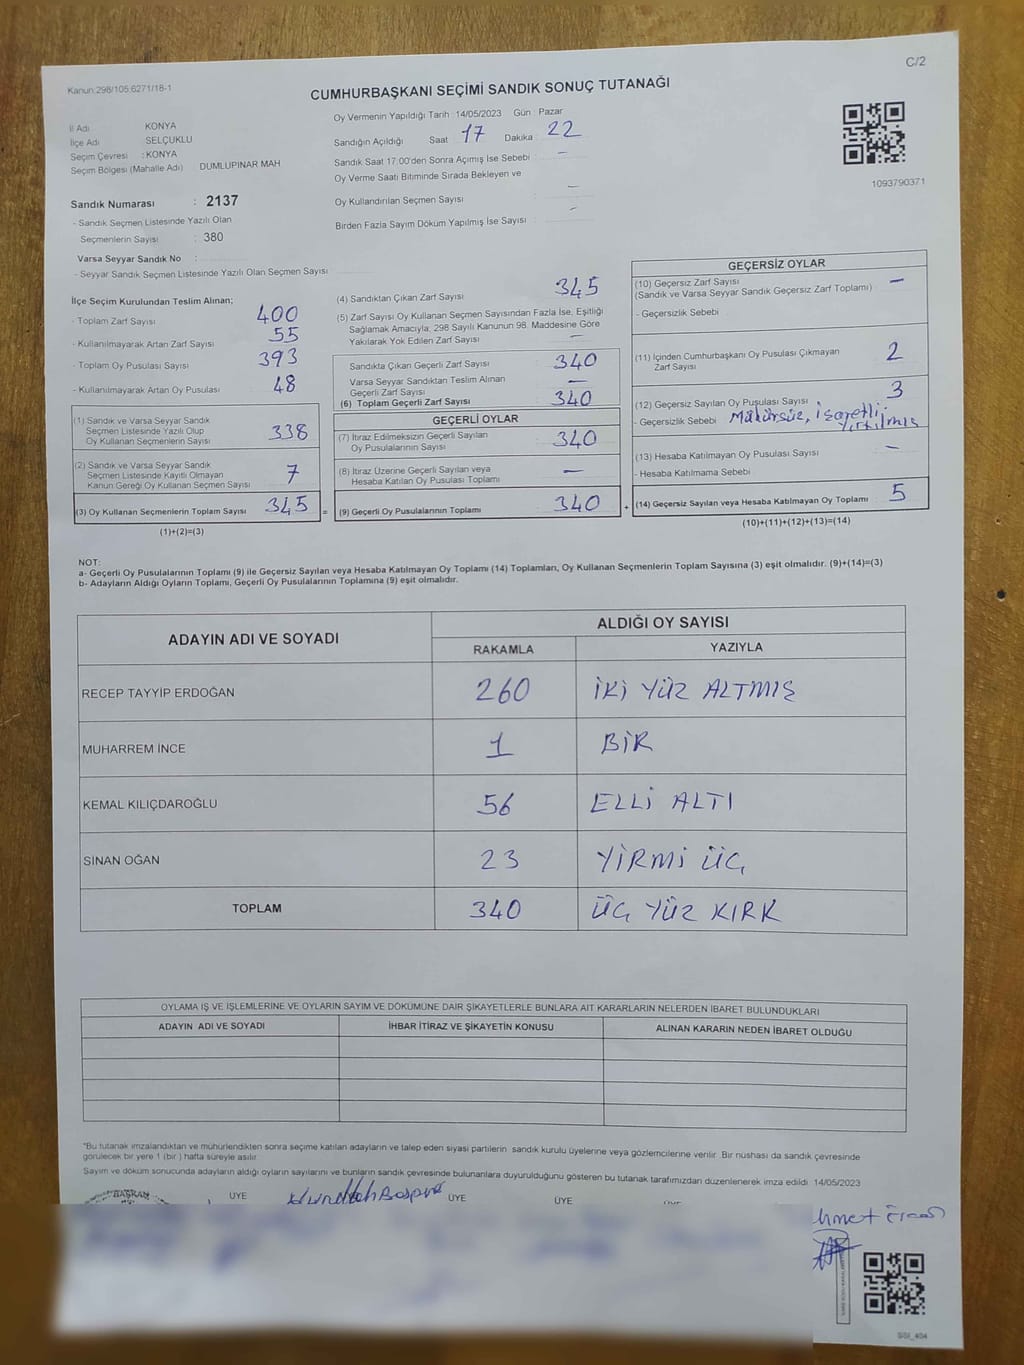 C/2
Kanun:298/105;6271/18-1
CUMHURBAŞKANI SEÇİMİ SANDIK SONUÇ TUTANAĞI
İl Adı KONYA
İlçe Adı SELÇUKLU
Seçim Çevresi : KONYA
Seçim Bölgesi (Mahalle Adı) DUMLUPINAR MAH
Sandık Numarası : 2137
- Sandık Seçmen Listesinde Yazılı Olan
Seçmenlerin Sayısı : 380
Varsa Seyyar Sandık No :
- Seyyar Sandık Seçmen Listesinde Yazılı Olan Seçmen Sayısı
Oy Vermenin Yapıldığı Tarih 14/05/2023 Gün : Pazar
Sandığın Açıldığı Saat 17 Dakika : 22
Sandık Saat 17:00'den Sonra Açımış İse Sebebi : —
Oy Verme Saati Bitiminde Sırada Bekleyen ve
Oy Kullandırılan Seçmen Sayısı : —
Birden Fazla Sayım Döküm Yapılmış İse Sayısı : —
1093790371
İlçe Seçim Kurulundan Teslim Alınan;
- Toplam Zarf Sayısı 400
- Kullanılmayarak Artan Zarf Sayısı 55
- Toplam Oy Pusulası Sayısı 393
- Kullanılmayarak Artan Oy Pusulası 48
(1) Sandık ve Varsa Seyyar Sandık
Seçmen Listesinde Yazılı Olup
Oy Kullanan Seçmenlerin Sayısı 338
(2) Sandık ve Varsa Seyyar Sandık
Seçmen Listesinde Kayıtlı Olmayan
Kanun Gereği Oy Kullanan Seçmen Sayısı 7
(3) Oy Kullanan Seçmenlerin Toplam Sayısı 345 =
(1)+(2)=(3)
(4) Sandıktan Çıkan Zarf Sayısı 345
(5) Zarf Sayısı Oy Kullanan Seçmen Sayısından Fazla İse, Eşitliği
Sağlamak Amacıyla; 298 Sayılı Kanunun 98. Maddesine Göre
Yakılarak Yok Edilen Zarf Sayısı —
Sandıkta Çıkan Geçerli Zarf Sayısı 340
Varsa Seyyar Sandıktan Teslim Alınan
Geçerli Zarf Sayısı —
(6) Toplam Geçerli Zarf Sayısı 340
GEÇERLİ OYLAR
(7) İtiraz Edilmeksizin Geçerli Sayılan
Oy Pusulalarının Sayısı 340
(8) İtiraz Üzerine Geçerli Sayılan veya
Hesaba Katılan Oy Pusulası Toplamı —
(9) Geçerli Oy Pusulalarının Toplamı 340 +
GEÇERSİZ OYLAR
(10) Geçersiz Zarf Sayısı —
(Sandık ve Varsa Seyyar Sandık Geçersiz Zarf Toplamı)
- Geçersizlik Sebebi
(11) İçinden Cumhurbaşkanı Oy Pusulası Çıkmayan
Zarf Sayısı 2
(12) Geçersiz Sayılan Oy Pusulası Sayısı 3
- Geçersizlik Sebebi Mühürsüz, İşaretli,
Yırtılmış
(13) Hesaba Katılmayan Oy Pusulası Sayısı —
- Hesaba Katılmama Sebebi
(14) Geçersiz Sayılan veya Hesaba Katılmayan Oy Toplamı 5
(10)+(11)+(12)+(13)=(14)
NOT:
a- Geçerli Oy Pusulalarının Toplamı (9) ile Geçersiz Sayılan veya Hesaba Katılmayan Oy Toplamı (14) Toplamları, Oy Kullanan Seçmenlerin Toplam Sayısına (3) eşit olmalıdır. (9)+(14)=(3)
b- Adayların Aldığı Oyların Toplamı, Geçerli Oy Pusulalarının Toplamına (9) eşit olmalıdır.
ADAYIN ADI VE SOYADI ALDIĞI OY SAYISI
RAKAMLA YAZIYLA
RECEP TAYYİP ERDOĞAN 260 İKİ YÜZ ALTMIŞ
MUHARREM İNCE 1 BİR
KEMAL KILIÇDAROĞLU 56 ELLİ ALTI
SİNAN OĞAN 23 YİRMİ ÜÇ
TOPLAM 340 ÜÇ YÜZ KIRK
OYLAMA İŞ VE İŞLEMLERİNE VE OYLARIN SAYIM VE DÖKÜMÜNE DAİR ŞİKAYETLERLE BUNLARA AİT KARARLARIN NELERDEN İBARET BULUNDUKLARI
ADAYIN ADI VE SOYADI İHBAR İTİRAZ VE ŞİKAYETİN KONUSU ALINAN KARARIN NEDEN İBARET OLDUĞU
*Bu tutanak imzalandıktan ve mühürlendikten sonra seçime katılan adayların ve talep eden siyasi partilerin sandık kurulu üyelerine veya gözlemcilerine verilir. Bir nüshası da sandık çevresinde
görülecek bir yere 1 (bir) hafta süreyle asılır.
Sayım ve döküm sonucunda adayların aldığı oyların sayılarını ve bunların sandık çevresinde bulunanlara duyurulduğunu gösteren bu tutanak tarafımızdan düzenlenerek imza edildi 14/05/2023
BAŞKAN ÜYE ÜYE ÜYE
SSI_404